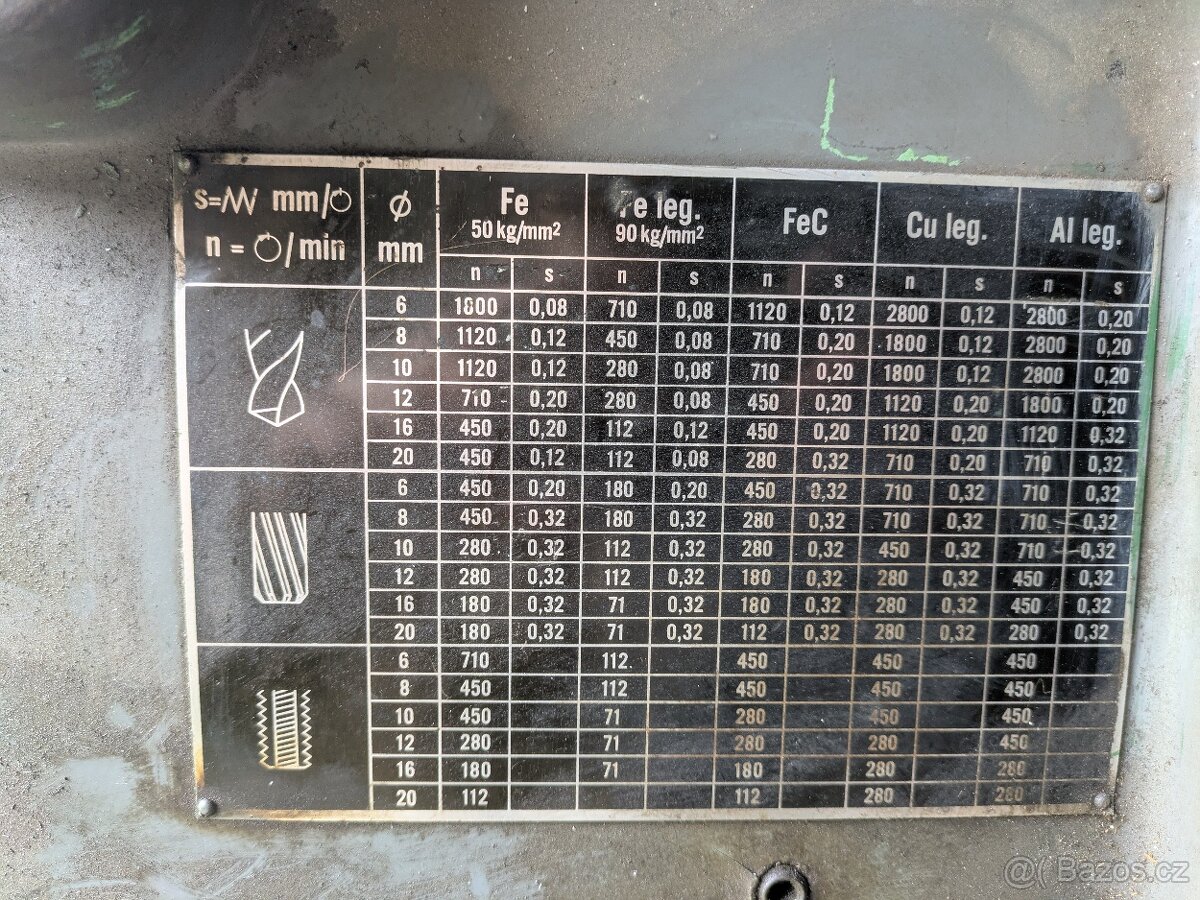 s= mm/
n = /min
ϕ
mm
Fe
50 kg/mm²
Fe leg.
90 kg/mm²
FeC
Cu leg.
Al leg.
n s n s n s n s n s
6 1800 0,08 710 0,08 1120 0,12 2800 0,12 2800 0,20
8 1120 0,12 450 0,08 710 0,20 1800 0,12 2800 0,20
10 1120 0,12 280 0,08 710 0,20 1800 0,12 2800 0,20
12 710 0,20 280 0,08 450 0,20 1120 0,20 1800 0,20
16 450 0,20 112 0,12 450 0,20 1120 0,20 1120 0,32
20 450 0,12 112 0,08 280 0,32 710 0,20 710 0,32
6 450 0,20 180 0,20 450 0,32 710 0,32 710 0,32
8 450 0,32 180 0,32 280 0,32 710 0,32 710 0,32
10 280 0,32 112 0,32 280 0,32 450 0,32 710 0,32
12 280 0,32 112 0,32 180 0,32 280 0,32 450 0,32
16 180 0,32 71 0,32 180 0,32 280 0,32 450 0,32
20 180 0,32 71 0,32 112 0,32 280 0,32 280 0,32
6 710 112 450 450 450
8 450 112 450 450 450
10 450 71 280 450 450
12 280 71 280 280 450
16 180 71 180 280 280
20 112 112 280 280
Bazos.cz